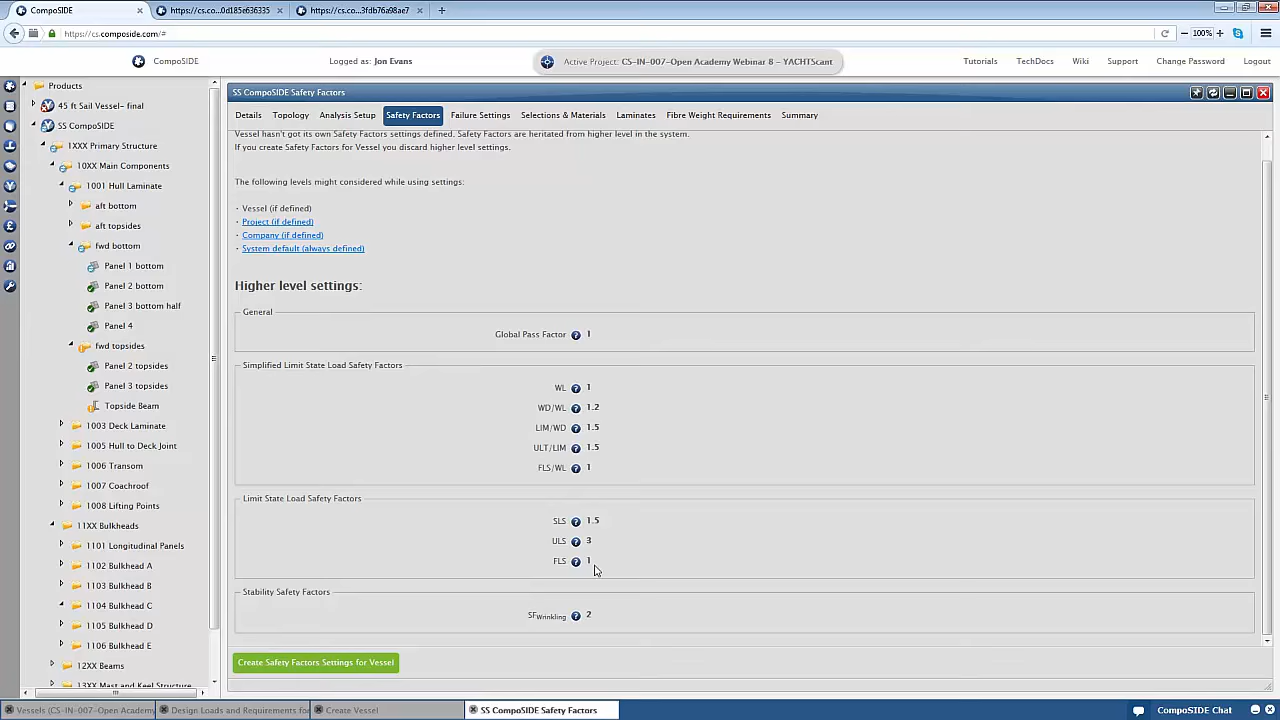 CompoSIDE
https://cs.co...0d185e636335
https://cs.co...3fdb76a98ae7
https://cs.composide.com/#
100%
CompoSIDE
Logged as: Jon Evans
Active Project: CS-IN-007-Open Academy Webinar 8 - YACHTScant
Tutorials
TechDocs
Wiki
Support
Change Password
Logout
Products
45 ft Sail Vessel- final
SS CompoSIDE
1XXX Primary Structure
10XX Main Components
1001 Hull Laminate
aft bottom
aft topsides
fwd bottom
Panel 1 bottom
Panel 2 bottom
Panel 3 bottom half
Panel 4
fwd topsides
Panel 2 topsides
Panel 3 topsides
Topside Beam
1003 Deck Laminate
1005 Hull to Deck Joint
1006 Transom
1007 Coachroof
1008 Lifting Points
11XX Bulkheads
1101 Longitudinal Panels
1102 Bulkhead A
1103 Bulkhead B
1104 Bulkhead C
1105 Bulkhead D
1106 Bulkhead E
12XX Beams
13XX Mast and Keel Structure
SS CompoSIDE Safety Factors
Details
Topology
Analysis Setup
Safety Factors
Failure Settings
Selections & Materials
Laminates
Fibre Weight Requirements
Summary
Vessel hasn't got its own Safety Factors settings defined. Safety Factors are heritated from higher level in the system.
If you create Safety Factors for Vessel you discard higher level settings.
The following levels might considered while using settings:
· Vessel (if defined)
· Project (if defined)
· Company (if defined)
· System default (always defined)
Higher level settings:
General
Global Pass Factor ? 1
Simplified Limit State Load Safety Factors
WL ? 1
WD/WL ? 1.2
LIM/WD ? 1.5
ULT/LIM ? 1.5
FLS/WL ? 1
Limit State Load Safety Factors
SLS ? 1.5
ULS ? 3
FLS ? 1
Stability Safety Factors
SFWrinkling ? 2
Create Safety Factors Settings for Vessel
Vessels (CS-IN-007-Open Academy
Design Loads and Requirements for
Create Vessel
SS CompoSIDE Safety Factors
CompoSIDE Chat